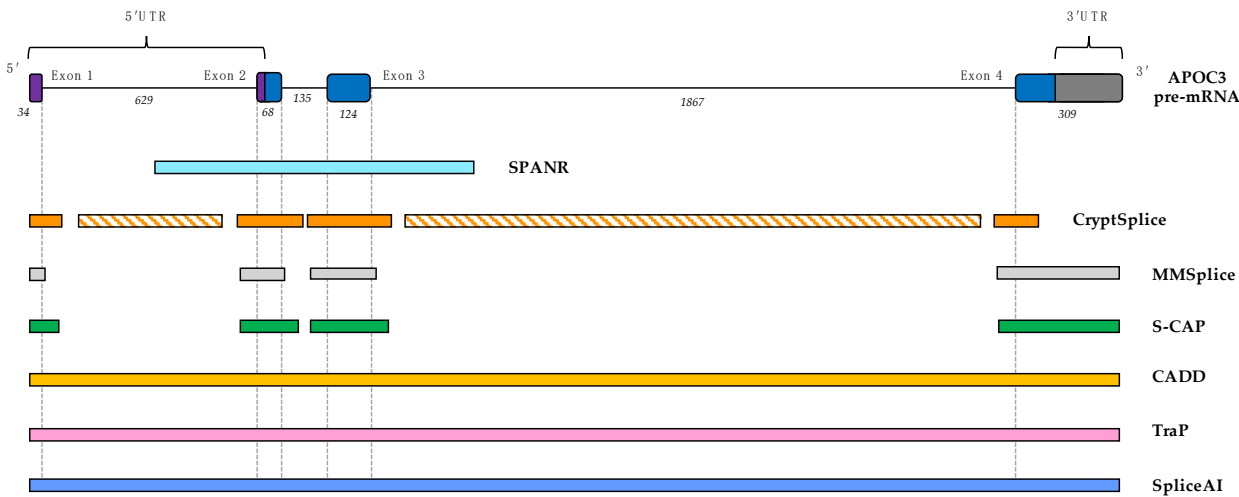 5′UTR
3′UTR
5′
Exon 1
Exon 2
Exon 3
Exon 4
3′
APOC3
pre-mRNA
34
629
68
135
124
1867
309
SPANR
CryptSplice
MMSplice
S-CAP
CADD
TraP
SpliceAI